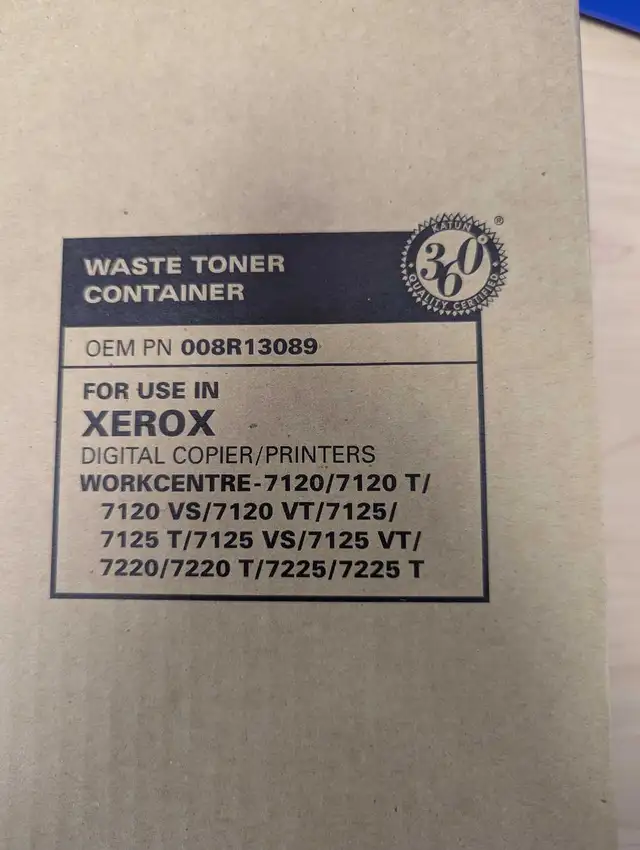 WASTE TONER
CONTAINER
KATUN
360
QUALITY CERTIFIED
®
OEM PN 008R13089
FOR USE IN
XEROX
DIGITAL COPIER/PRINTERS
WORKCENTRE-7120/7120 T/
7120 VS/7120 VT/7125/
7125 T/7125 VS/7125 VT/
7220/7220 T/7225/7225 T